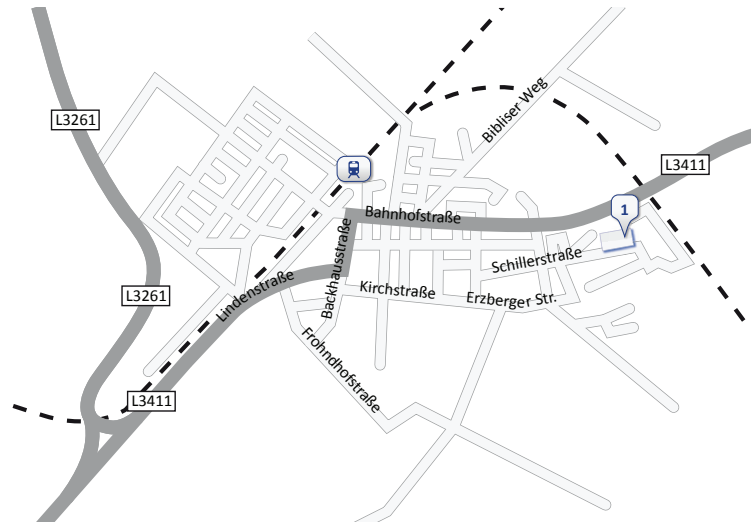 L3261
Bibliser Weg
L3411
1
Bahnhofstraße
Backhausstraße
Schillerstraße
L3261
Lindenstraße
Kirchstraße
Erzberger Str.
Frohndhofstraße
L3411